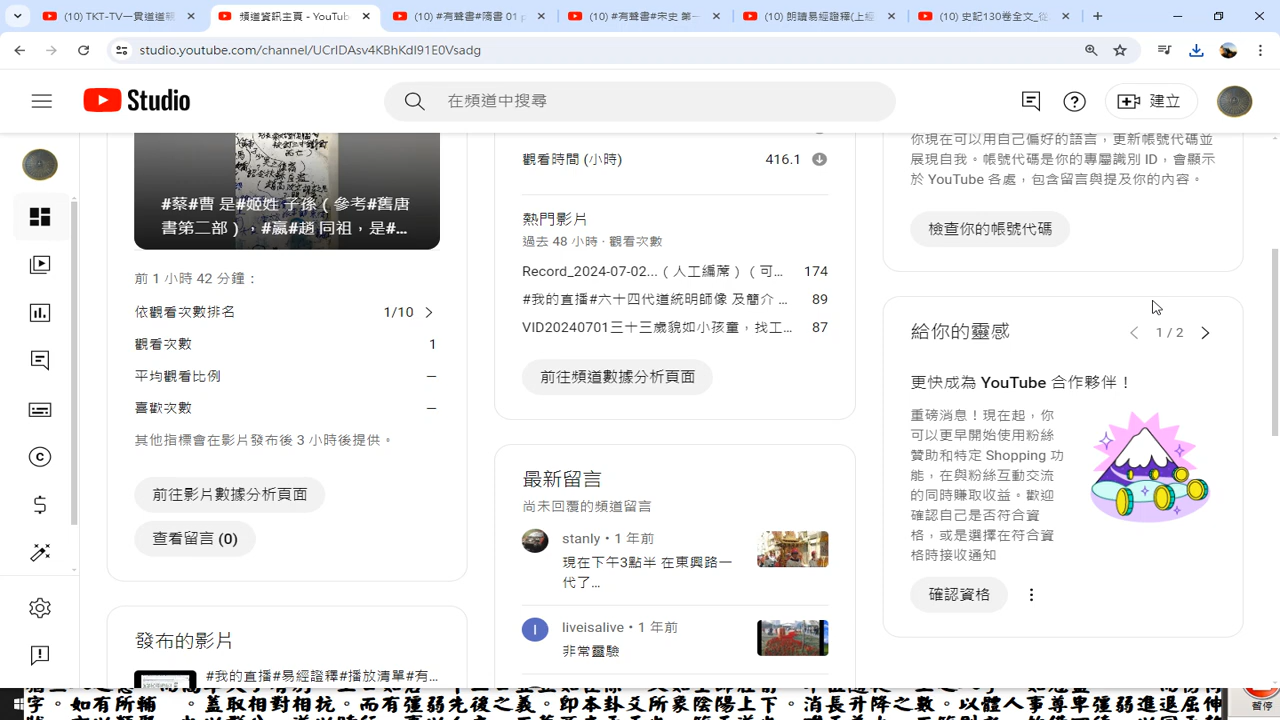 (10) TKT-TV一貫道道
頻道資訊主頁 - YouTub
(10) #有聲書#隋書 01 p
(10) #有聲書#宋史 第一
(10) 朗讀易經證釋(上經
(10) 史記130卷全文_從
studio.youtube.com/channel/UCrlDAsv4KBhKdI91E0Vsadg
Studio
在頻道中搜尋
建立
#蔡#曹 是#姬姓 子孫（參考#舊唐
書第二部），#嬴#趙 同祖，是#...
前 1 小時 42 分鐘：
依觀看次數排名 1/10
觀看次數 1
平均觀看比例 —
喜歡次數 —
其他指標會在影片發布後 3 小時後提供。
前往影片數據分析頁面
查看留言 (0)
發布的影片
#我的直播#易經證釋#播放清單#有...
觀看時間 (小時) 416.1
熱門影片
過去 48 小時 · 觀看次數
Record_2024-07-02...（人工編薦）（可... 174
#我的直播#六十四代道統明師像 及簡介 ... 89
VID20240701三十三歲貌如小孩童，找工... 87
前往頻道數據分析頁面
最新留言
尚未回覆的頻道留言
stanly • 1 年前
現在下午3點半 在東興路一
代了...
liveisalive • 1 年前
非常靈驗
你現在可以用自己偏好的語言，更新帳號代碼並
展現自我。帳號代碼是你的專屬識別 ID，會顯示
於 YouTube 各處，包含留言與提及你的內容。
檢查你的帳號代碼
給你的靈感
1 / 2
更快成為 YouTube 合作夥伴！
重磅消息！現在起，你
可以更早開始使用粉絲
贊助和特定 Shopping 功
能，在與粉絲互動交流
的同時賺取收益。歡迎
確認自己是否符合資
格，或是選擇在符合資
格時接收通知
確認資格
字。如有所輔。蓋取相對相抗。而有強事
即本卦爻所象
消長升降之數。以體人事尊卑強弱進退屈伸
暫停